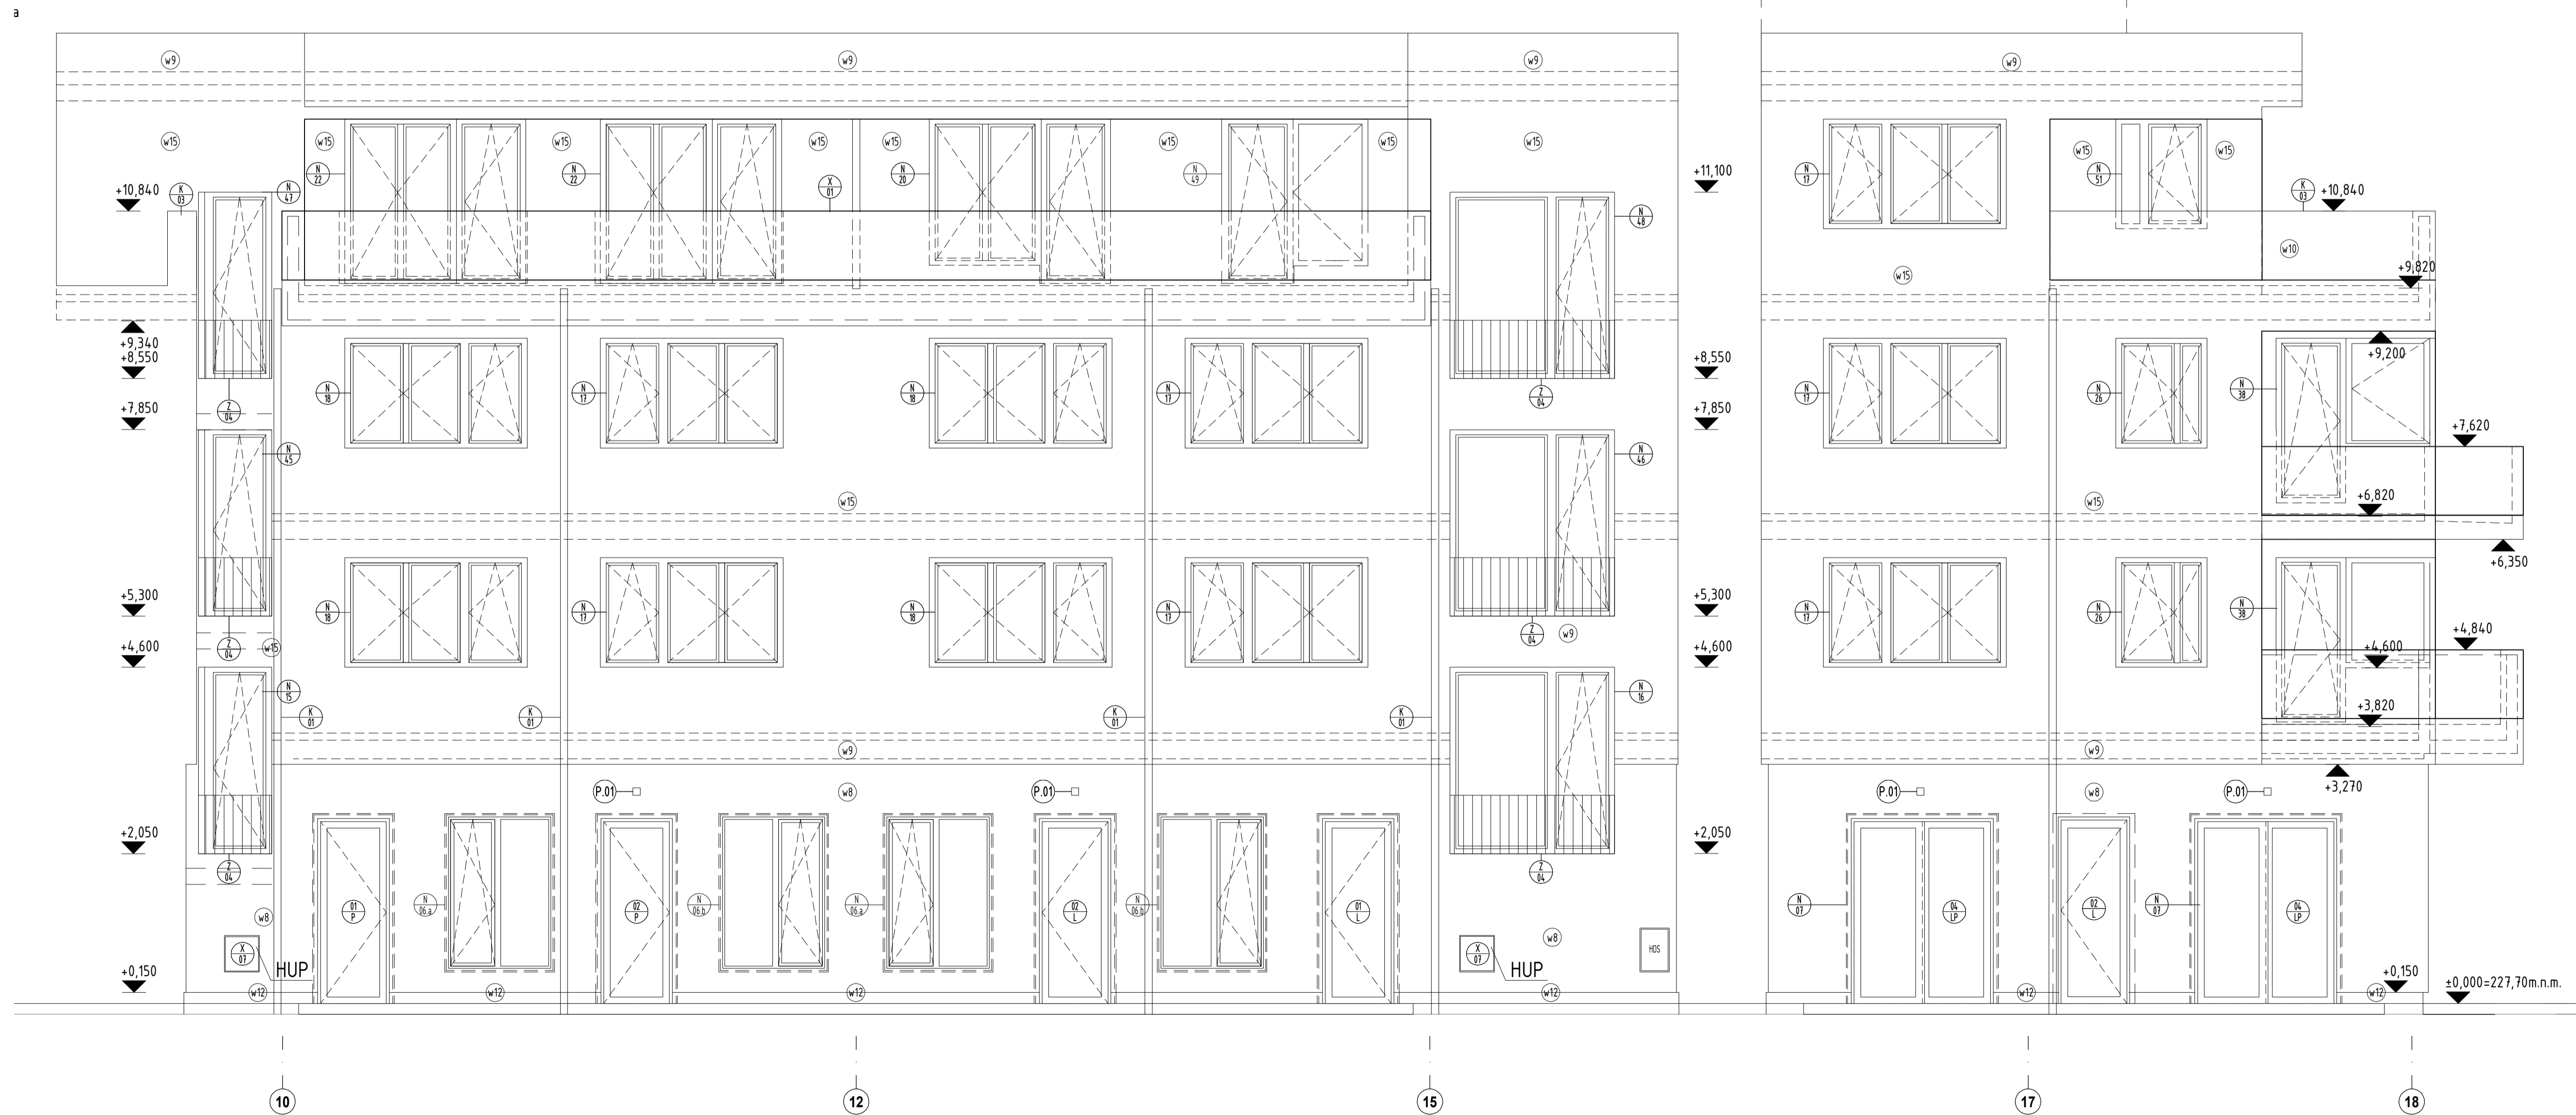 a
w9
w9
w9
w9
w15
w15
w15
w15
w15
w15
w15
w15
w15
w15
N
22
N
22
N
20
N
49
N
17
N
51
X
01
+10,840
K
03
N
47
+11,100
N
48
K
03
+10,840
w10
w15
+9,820
+9,340
+8,550
+8,550
+9,200
N
18
N
17
N
18
N
17
N
17
N
26
N
38
Z
04
Z
04
+7,850
+7,850
+7,620
N
45
N
46
w15
w15
+6,820
+6,350
+5,300
+5,300
N
18
N
17
N
18
N
17
N
17
N
26
N
38
Z
04
w15
Z
04
w9
+4,600
+4,600
+4,600
+4,840
N
15
N
16
+3,820
K
01
K
01
K
01
K
01
w9
w9
+3,270
P.01
w8
P.01
P.01
w8
P.01
+2,050
+2,050
Z
04
Z
04
N
06.a
N
06.b
N
06.a
N
06.b
N
07
N
07
01
P
02
P
02
L
01
L
04
LP
02
L
04
LP
w8
w8
X
07
HUP
X
07
HUP
HDS
+0,150
+0,150
±0,000=227,70m.n.m.
w12
w12
w12
w12
w12
w12
10
12
15
17
18